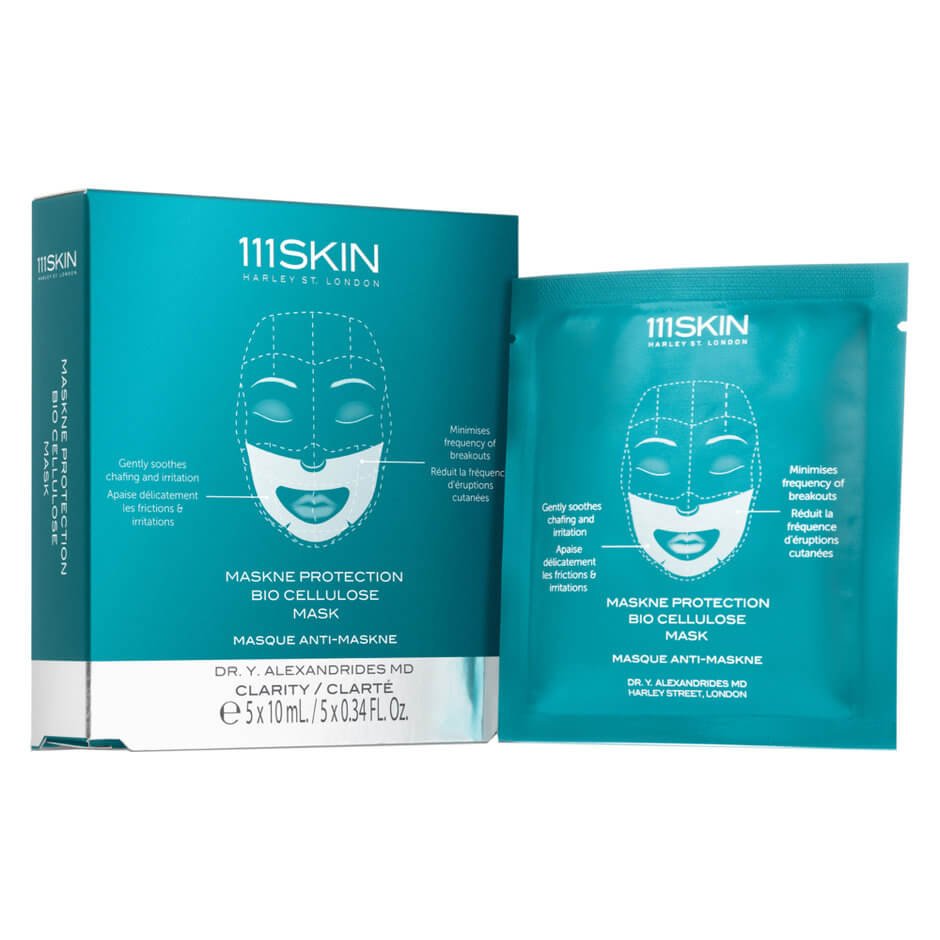 111SKIN
HARLEY ST. LONDON
MASKNE PROTECTION
BIO CELLULOSE
MASK
111SKIN
HARLEY ST. LONDON
Gently soothes
chafing and irritation
Apaise délicatement
les frictions &
irritations
Minimises
frequency of
breakouts
Réduit la fréquence
d'éruptions
cutanées
MASKNE PROTECTION
BIO CELLULOSE
MASK
MASQUE ANTI-MASKNE
DR. Y. ALEXANDRIDES MD
CLARITY / CLARTÉ
℮ 5 x 10 mL. / 5 x 0.34 FL. Oz.
111SKIN
HARLEY ST. LONDON
Gently soothes
chafing and
irritation
Apaise
délicatement
les frictions &
irritations
Minimises
frequency of
breakouts
Réduit la
fréquence
d'éruptions
cutanées
MASKNE PROTECTION
BIO CELLULOSE
MASK
MASQUE ANTI-MASKNE
DR. Y. ALEXANDRIDES MD
HARLEY STREET, LONDON